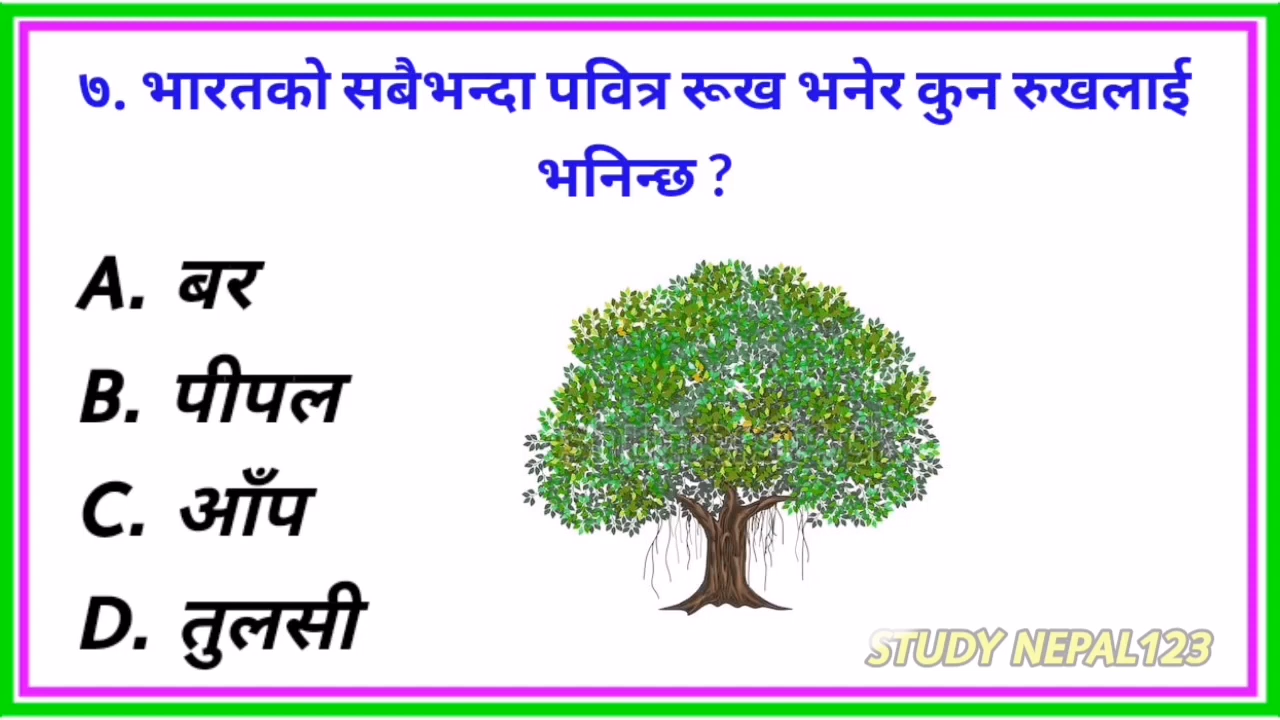 ७. भारतको सबैभन्दा पवित्र रूख भनेर कुन रुखलाई
भनिन्छ ?
A. बर
B. पीपल
C. आँप
D. तुलसी
STUDY NEPAL123